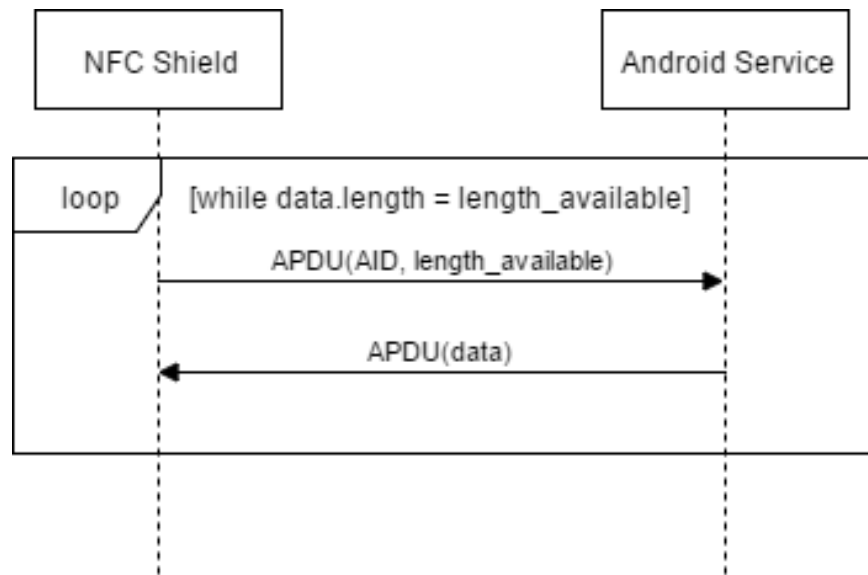 NFC Shield
Android Service
loop
[while data.length = length_available]
APDU(AID, length_available)
APDU(data)